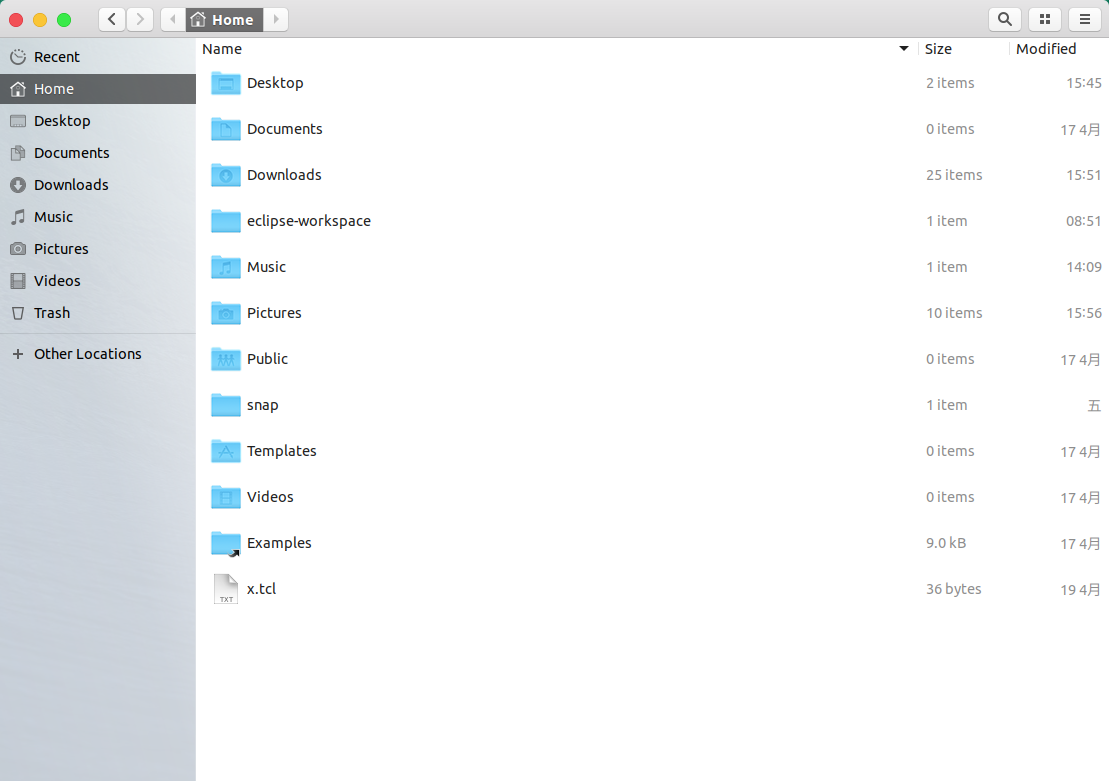 Home
Recent
Home
Desktop
Documents
Downloads
Music
Pictures
Videos
Trash
Other Locations
Name Size Modified
Desktop 2 items 15:45
Documents 0 items 17 4月
Downloads 25 items 15:51
eclipse-workspace 1 item 08:51
Music 1 item 14:09
Pictures 10 items 15:56
Public 0 items 17 4月
snap 1 item 五
Templates 0 items 17 4月
Videos 0 items 17 4月
Examples 9.0 kB 17 4月
TXT x.tcl 36 bytes 19 4月